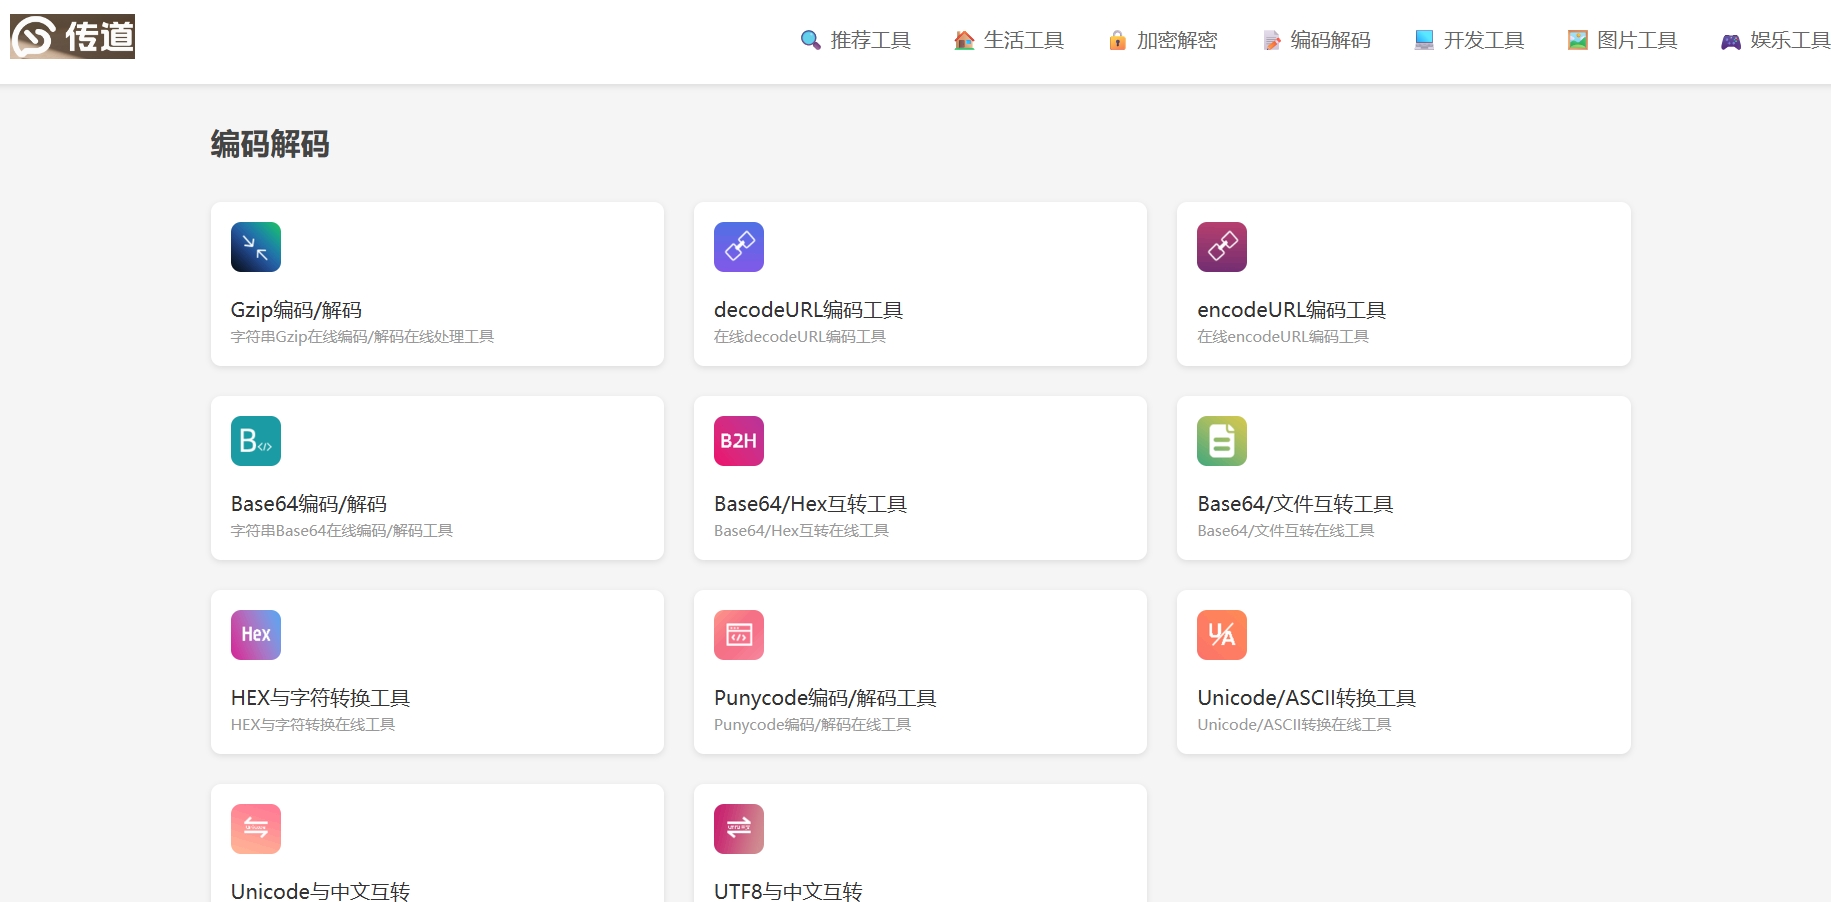 传道
推荐工具
生活工具
加密解密
编码解码
开发工具
图片工具
娱乐工具
编码解码
Gzip编码/解码
字符串Gzip在线编码/解码在线处理工具
decodeURL编码工具
在线decodeURL编码工具
encodeURL编码工具
在线encodeURL编码工具
B</>
Base64编码/解码
字符串Base64在线编码/解码工具
B2H
Base64/Hex互转工具
Base64/Hex互转在线工具
Base64/文件互转工具
Base64/文件互转在线工具
Hex
HEX与字符转换工具
HEX与字符转换在线工具
</>
Punycode编码/解码工具
Punycode编码/解码在线工具
U/A
Unicode/ASCII转换工具
Unicode/ASCII转换在线工具
Unicode与中文互转
UTF8与中文互转